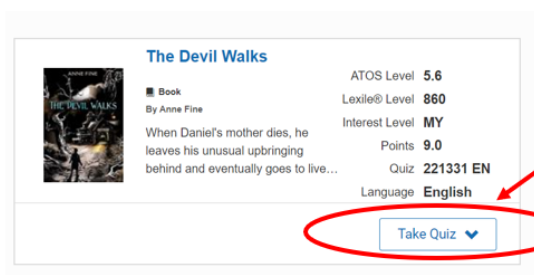 The Devil Walks
ANNE FINE
THE DEVIL WALKS
Book
By Anne Fine
When Daniel's mother dies, he
leaves his unusual upbringing
behind and eventually goes to live…
ATOS Level 5.6
Lexile® Level 860
Interest Level MY
Points 9.0
Quiz 221331 EN
Language English
Take Quiz